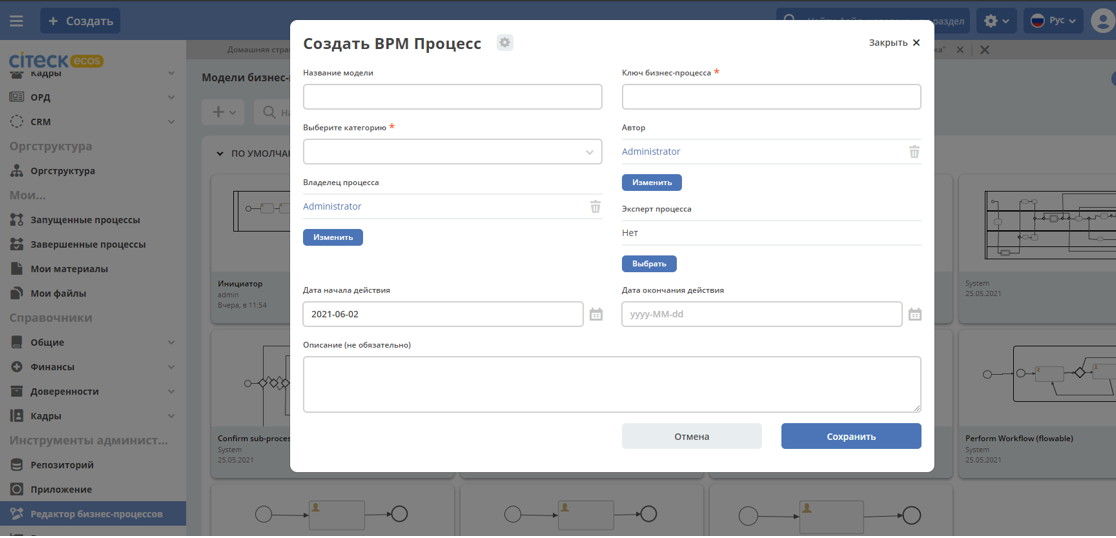 Создать
Рус
citeck ecos
Домашняя стра
Кадры
ОРД
CRM
Оргструктура
Оргструктура
Мои...
Запущенные процессы
Завершенные процессы
Мои материалы
Мои файлы
Справочники
Общие
Финансы
Доверенности
Кадры
Инструменты админист...
Репозиторий
Приложение
Редактор бизнес-процессов
Модели бизнес-
На
ПО УМОЛЧА
Инициатор
admin
Вчера, в 11:54
System
25.05.2021
Confirm sub-proces
System
25.05.2021
Perform Workflow (flowable)
System
25.05.2021
Создать BPM Процесс
Закрыть
Название модели
Ключ бизнес-процесса *
Выберите категорию *
Автор
Administrator
Изменить
Владелец процесса
Administrator
Изменить
Эксперт процесса
Нет
Выбрать
Дата начала действия
2021-06-02
Дата окончания действия
yyyy-MM-dd
Описание (не обязательно)
Отмена
Сохранить